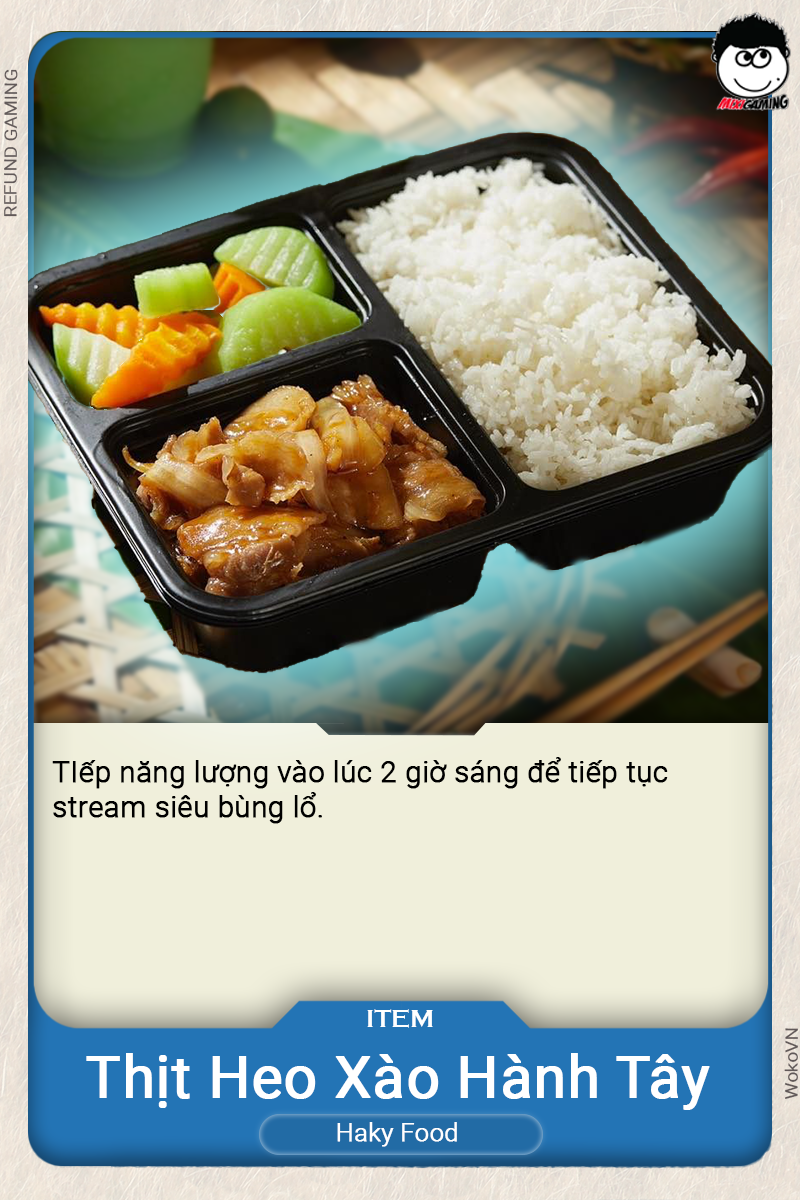 REFUND GAMING
MIXIGAMING
TIếp năng lượng vào lúc 2 giờ sáng để tiếp tục
stream siêu bùng lổ.
ITEM
Thịt Heo Xào Hành Tây
Haky Food
WokoVN